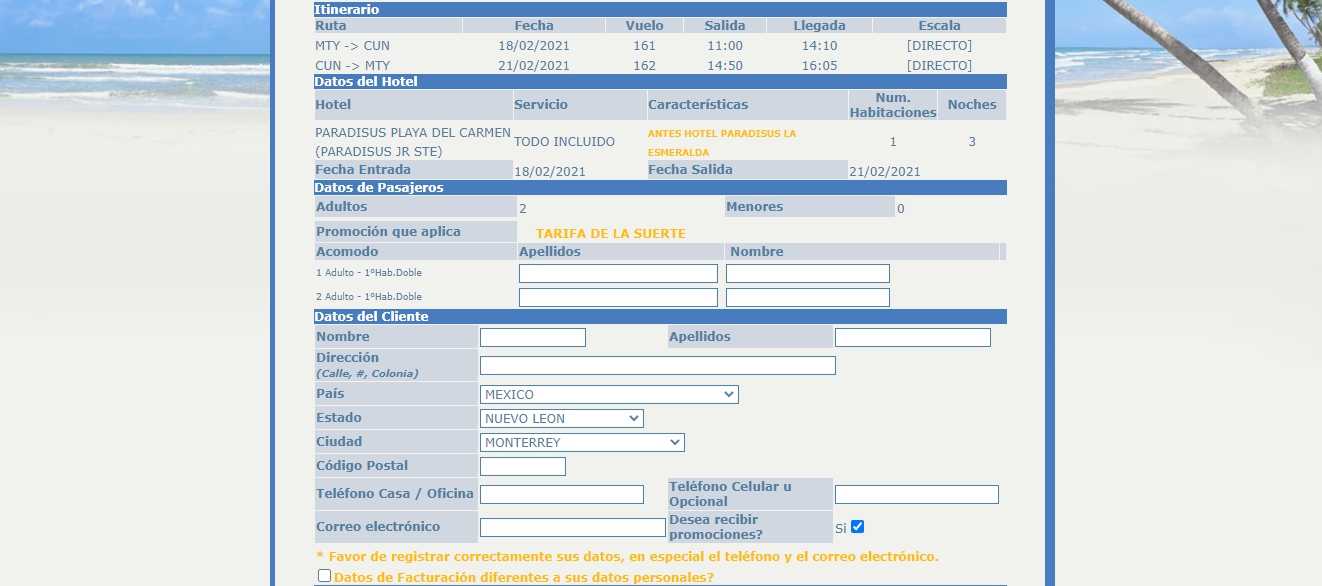 Itinerario
Ruta Fecha Vuelo Salida Llegada Escala
MTY -> CUN 18/02/2021 161 11:00 14:10 [DIRECTO]
CUN -> MTY 21/02/2021 162 14:50 16:05 [DIRECTO]
Datos del Hotel
Hotel Servicio Características Num. Habitaciones Noches
PARADISUS PLAYA DEL CARMEN
(PARADISUS JR STE)
TODO INCLUIDO
ANTES HOTEL PARADISUS LA
ESMERALDA
1 3
Fecha Entrada 18/02/2021 Fecha Salida 21/02/2021
Datos de Pasajeros
Adultos 2 Menores 0
Promoción que aplica TARIFA DE LA SUERTE
Acomodo Apellidos Nombre
1 Adulto - 1ºHab.Doble
2 Adulto - 1ºHab.Doble
Datos del Cliente
Nombre Apellidos
Dirección
(Calle, #, Colonia)
País MEXICO
Estado NUEVO LEON
Ciudad MONTERREY
Código Postal
Teléfono Casa / Oficina Teléfono Celular u
Opcional
Correo electrónico Desea recibir
promociones? Si
* Favor de registrar correctamente sus datos, en especial el teléfono y el correo electrónico.
Datos de Facturación diferentes a sus datos personales?